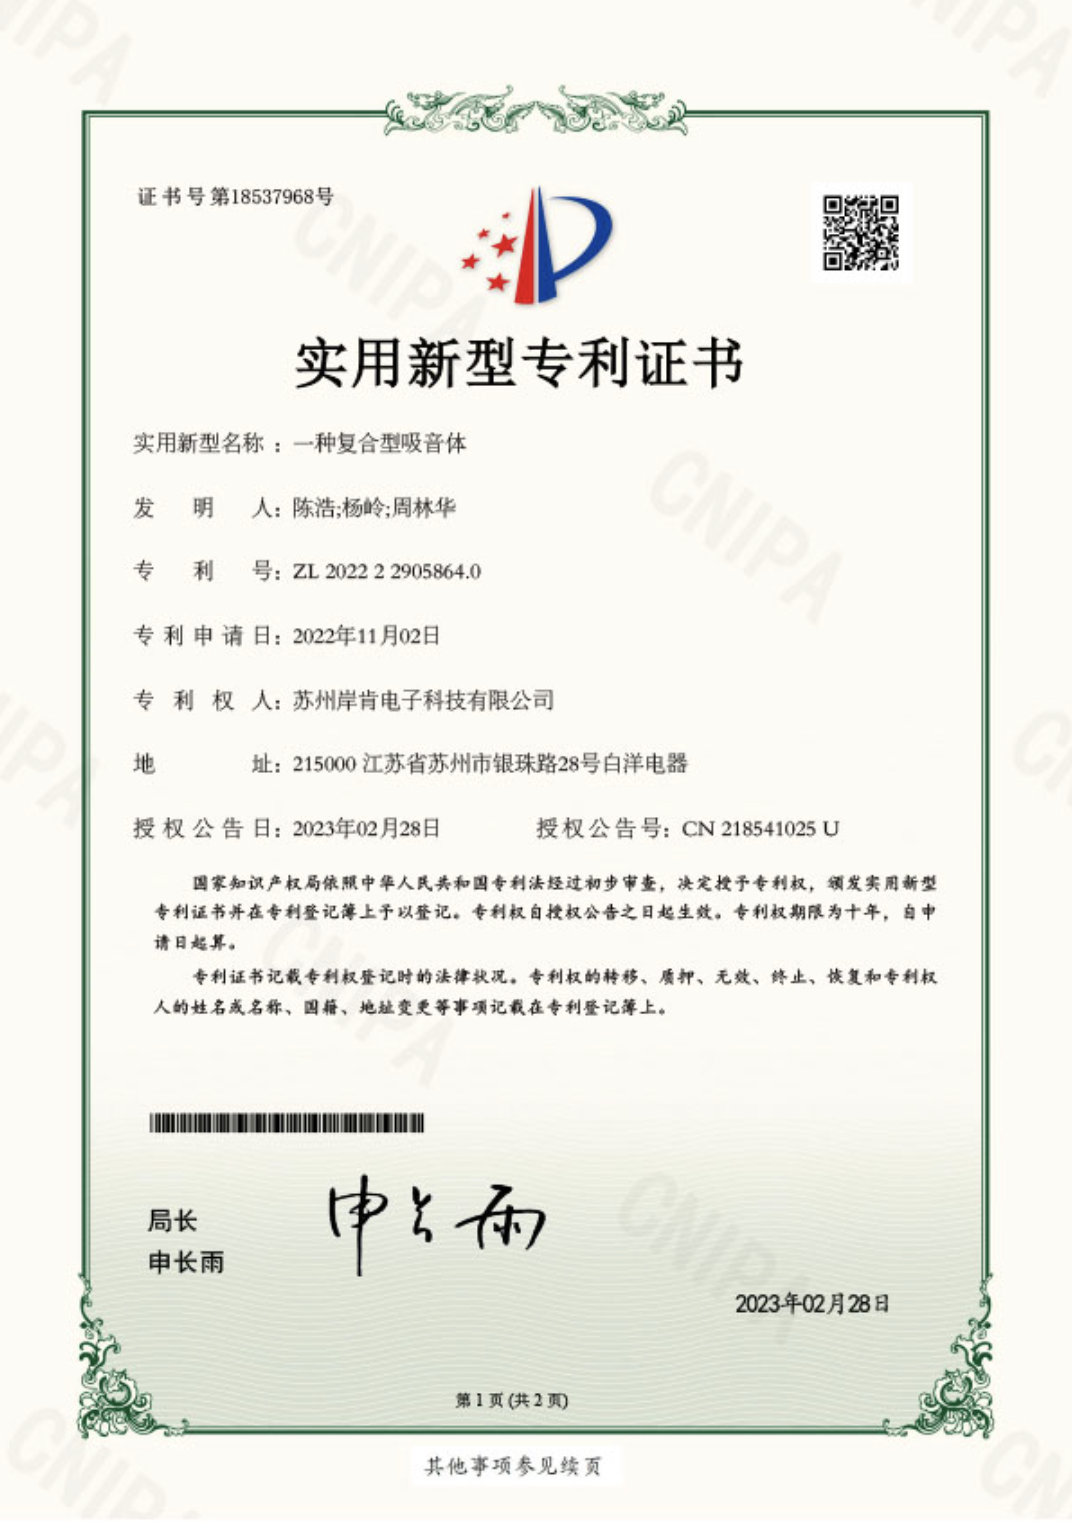 证书号第18537968号
实用新型专利证书
实用新型名称：一种复合型吸音体
发明人：陈浩;杨岭;周林华
专利号：ZL 2022 2 2905864.0
专利申请日：2022年11月02日
专利权人：苏州岸肯电子科技有限公司
地址：215000 江苏省苏州市银珠路28号白洋电器
授权公告日：2023年02月28日 授权公告号：CN 218541025 U
国家知识产权局依照中华人民共和国专利法经过初步审查，决定授予专利权，颁发实用新型
专利证书并在专利登记簿上予以登记。专利权自授权公告之日起生效。专利权期限为十年，自申
请日起算。
专利证书记载专利权登记时的法律状况。专利权的转移、质押、无效、终止、恢复和专利权
人的姓名或名称、国籍、地址变更等事项记载在专利登记簿上。
局长
申长雨
申长雨
2023年02月28日
第 1 页 (共 2 页)
其他事项参见续页
CNIPA
CNIPA
CNIPA
CNIPA